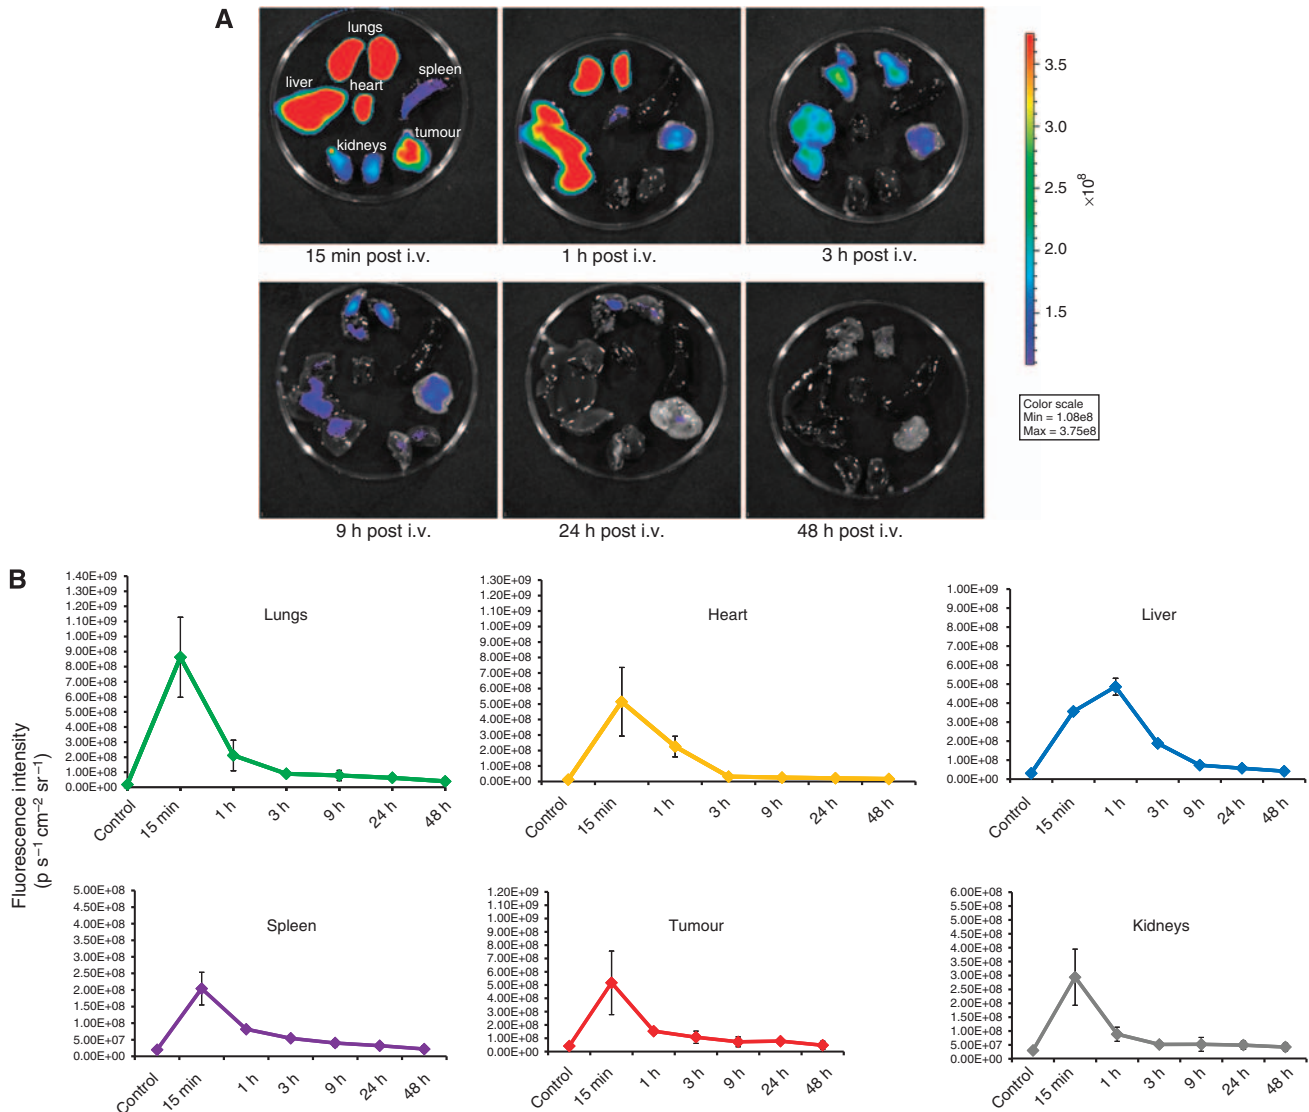 A
lungs
liver
heart
spleen
kidneys
tumour
15 min post i.v.
1 h post i.v.
3 h post i.v.
9 h post i.v.
24 h post i.v.
48 h post i.v.
3.5
3.0
2.5
2.0
1.5
×10⁸
Color scale
Min = 1.08e8
Max = 3.75e8
B
Fluorescence intensity
(p s⁻¹ cm⁻² sr⁻¹)
Lungs
1.40E+09
1.30E+09
1.20E+09
1.10E+09
1.00E+09
9.00E+08
8.00E+08
7.00E+08
6.00E+08
5.00E+08
4.00E+08
3.00E+08
2.00E+08
1.00E+08
0.00E+00
Control
15 min
1 h
3 h
9 h
24 h
48 h
Heart
1.30E+09
1.20E+09
1.10E+09
1.00E+09
9.00E+08
8.00E+08
7.00E+08
6.00E+08
5.00E+08
4.00E+08
3.00E+08
2.00E+08
1.00E+08
0.00E+00
Control
15 min
1 h
3 h
9 h
24 h
48 h
Liver
1.00E+09
9.00E+08
8.00E+08
7.00E+08
6.00E+08
5.00E+08
4.00E+08
3.00E+08
2.00E+08
1.00E+08
0.00E+00
Control
15 min
1 h
3 h
9 h
24 h
48 h
Spleen
5.00E+08
4.50E+08
4.00E+08
3.50E+08
3.00E+08
2.50E+08
2.00E+08
1.50E+08
1.00E+08
5.00E+07
0.00E+00
Control
15 min
1 h
3 h
9 h
24 h
48 h
Tumour
1.20E+09
1.10E+09
1.00E+09
9.00E+08
8.00E+08
7.00E+08
6.00E+08
5.00E+08
4.00E+08
3.00E+08
2.00E+08
1.00E+08
0.00E+00
Control
15 min
1 h
3 h
9 h
24 h
48 h
Kidneys
6.00E+08
5.50E+08
5.00E+08
4.50E+08
4.00E+08
3.50E+08
3.00E+08
2.50E+08
2.00E+08
1.50E+08
1.00E+08
5.00E+07
0.00E+00
Control
15 min
1 h
3 h
9 h
24 h
48 h